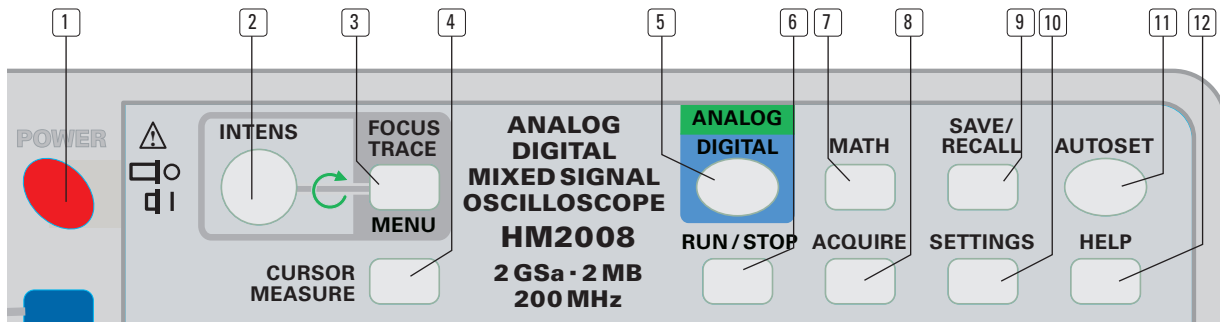 1 2 3 4 5 6 7 8 9 10 11 12
POWER
INTENS
FOCUS
TRACE
MENU
CURSOR
MEASURE
ANALOG
DIGITAL
MIXED SIGNAL
OSCILLOSCOPE
HM2008
2 GSa · 2 MB
200 MHz
ANALOG
DIGITAL
RUN / STOP
MATH
ACQUIRE
SAVE/
RECALL
SETTINGS
AUTOSET
HELP